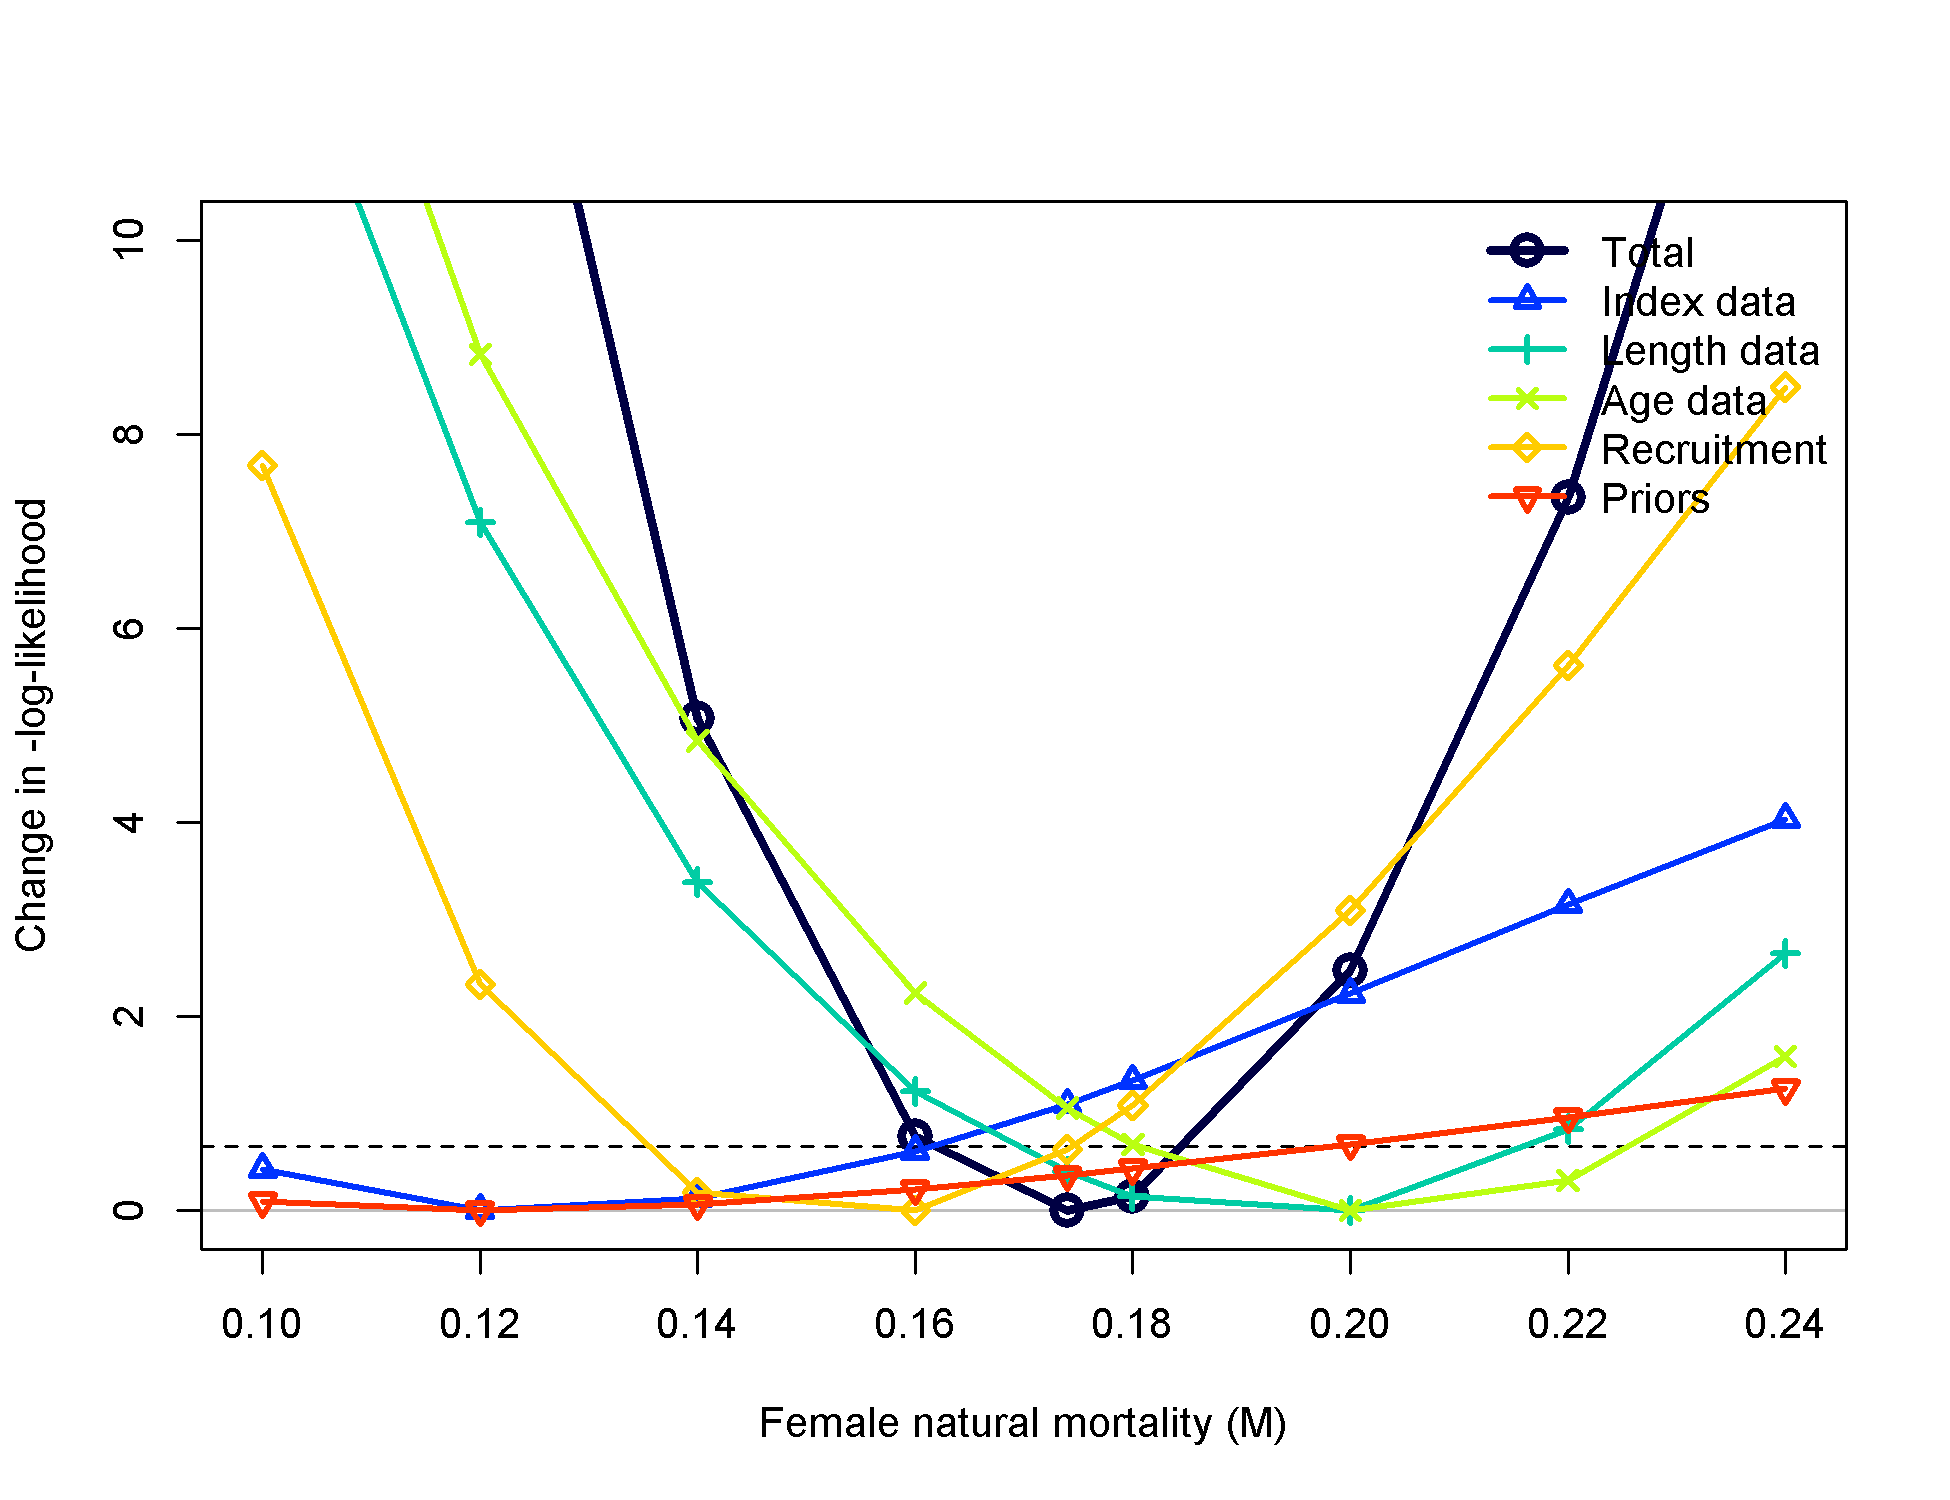 Total
Index data
Length data
Age data
Recruitment
Priors
Change in -log-likelihood
10
8
6
4
2
0
0.10 0.12 0.14 0.16 0.18 0.20 0.22 0.24
Female natural mortality (M)